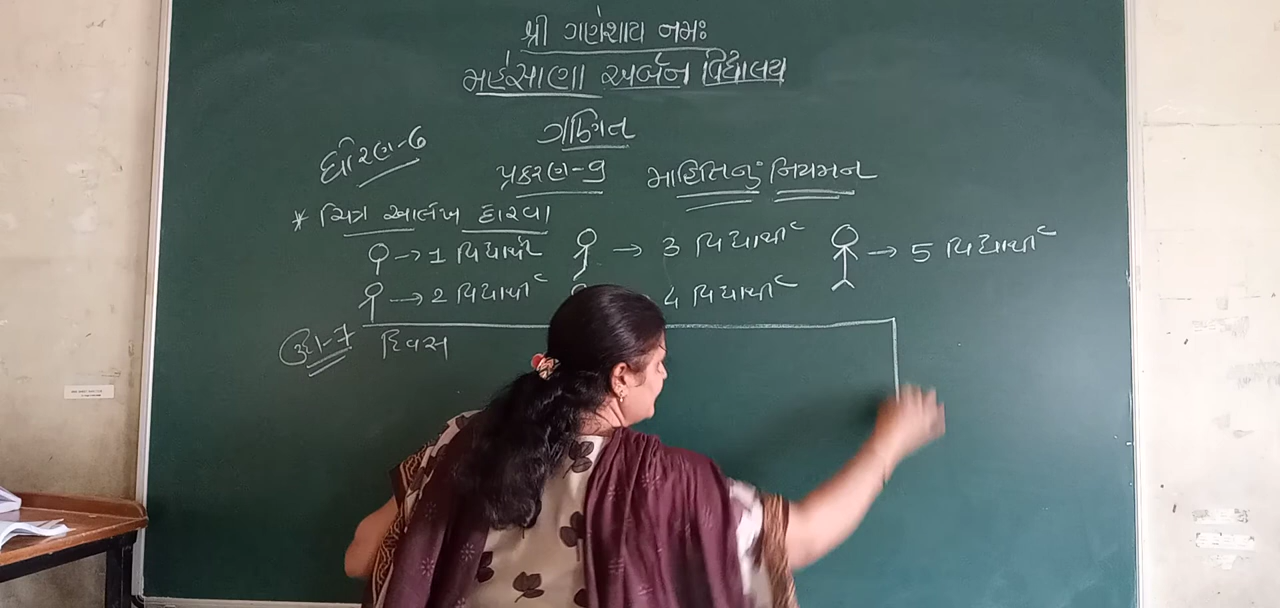 શ્રી ગણેશાય નમઃ
મહેસાણા અર્બન વિદ્યાલય
ગણિત
ધોરણ-6
પ્રકરણ-9 માહિતિનું નિયમન
* ચિત્ર આલેખ દોરવા
→ 1 વિદ્યાર્થી → 3 વિદ્યાર્થી → 5 વિદ્યાર્થી
→ 2 વિદ્યાર્થી → 4 વિદ્યાર્થી
ઉદા-7 દિવસ